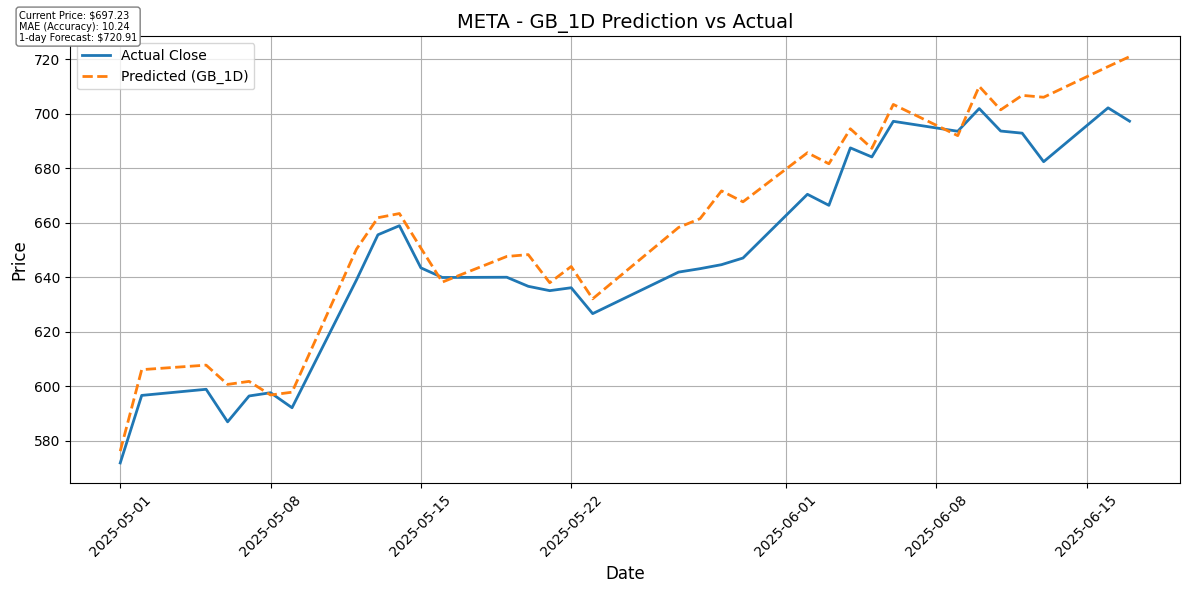 META - GB_1D Prediction vs Actual
Current Price: $697.23
MAE (Accuracy): 10.24
1-day Forecast: $720.91
Actual Close
Predicted (GB_1D)
Price
720
700
680
660
640
620
600
580
2025-05-01
2025-05-08
2025-05-15
2025-05-22
2025-06-01
2025-06-08
2025-06-15
Date